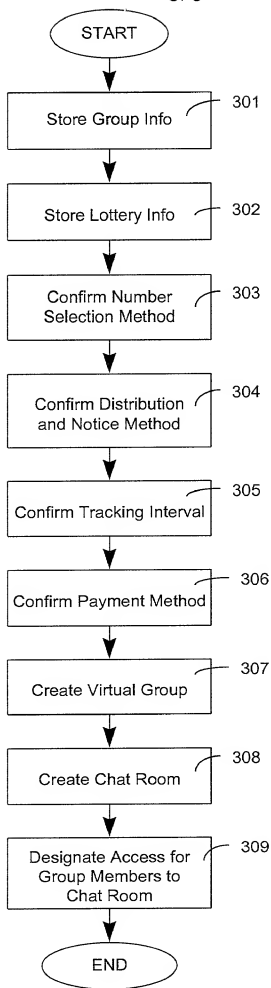 START
Store Group Info
301
Store Lottery Info
302
Confirm Number
Selection Method
303
Confirm Distribution
and Notice Method
304
Confirm Tracking Interval
305
Confirm Payment Method
306
Create Virtual Group
307
Create Chat Room
308
Designate Access for
Group Members to
Chat Room
309
END